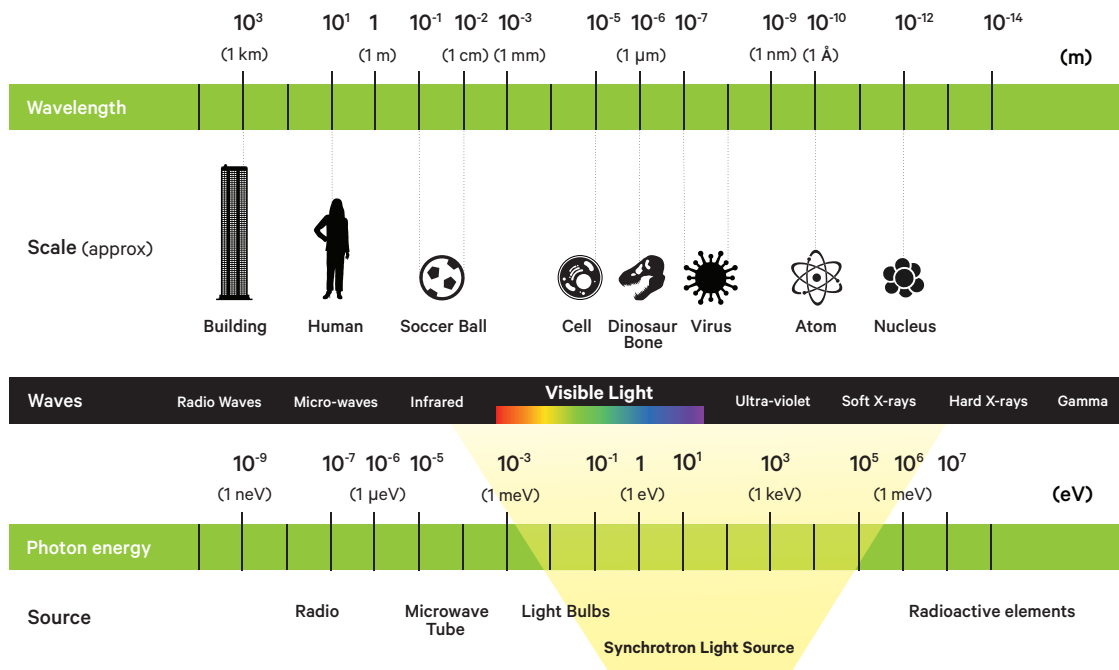 10³ 10¹ 1 10⁻¹ 10⁻² 10⁻³ 10⁻⁵ 10⁻⁶ 10⁻⁷ 10⁻⁹ 10⁻¹⁰ 10⁻¹² 10⁻¹⁴
(1 km) (1 m) (1 cm) (1 mm) (1 µm) (1 nm) (1 Å) (m)
Wavelength
Scale (approx)
Building Human Soccer Ball Cell Dinosaur Virus Atom Nucleus
Bone
Visible Light
Waves Radio Waves Micro-waves Infrared Ultra-violet Soft X-rays Hard X-rays Gamma
10⁻⁹ 10⁻⁷ 10⁻⁶ 10⁻⁵ 10⁻³ 10⁻¹ 1 10¹ 10³ 10⁵ 10⁶ 10⁷
(1 neV) (1 µeV) (1 meV) (1 eV) (1 keV) (1 meV) (eV)
Photon energy
Source Radio Microwave Light Bulbs Radioactive elements
Tube
Synchrotron Light Source